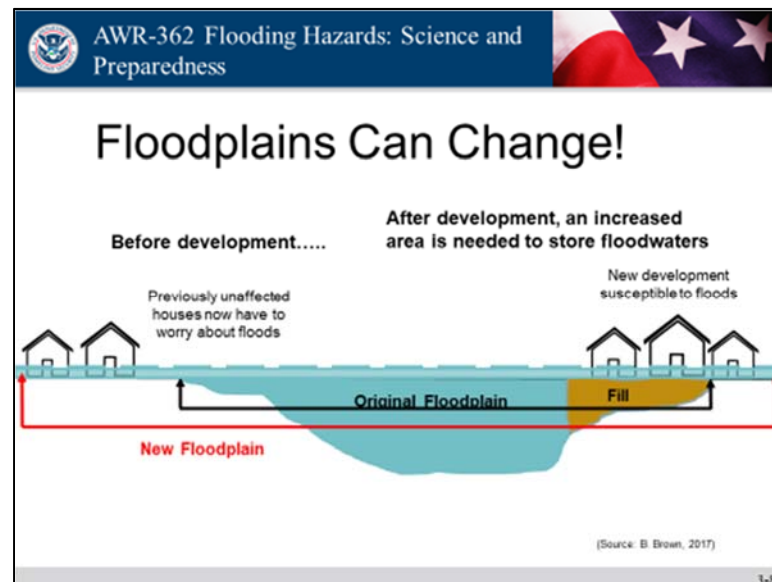 AWR-362 Flooding Hazards: Science and
Preparedness
Floodplains Can Change!
Before development…..
After development, an increased
area is needed to store floodwaters
Previously unaffected
houses now have to
worry about floods
New development
susceptible to floods
Original Floodplain
Fill
New Floodplain
(Source: B. Brown, 2017)